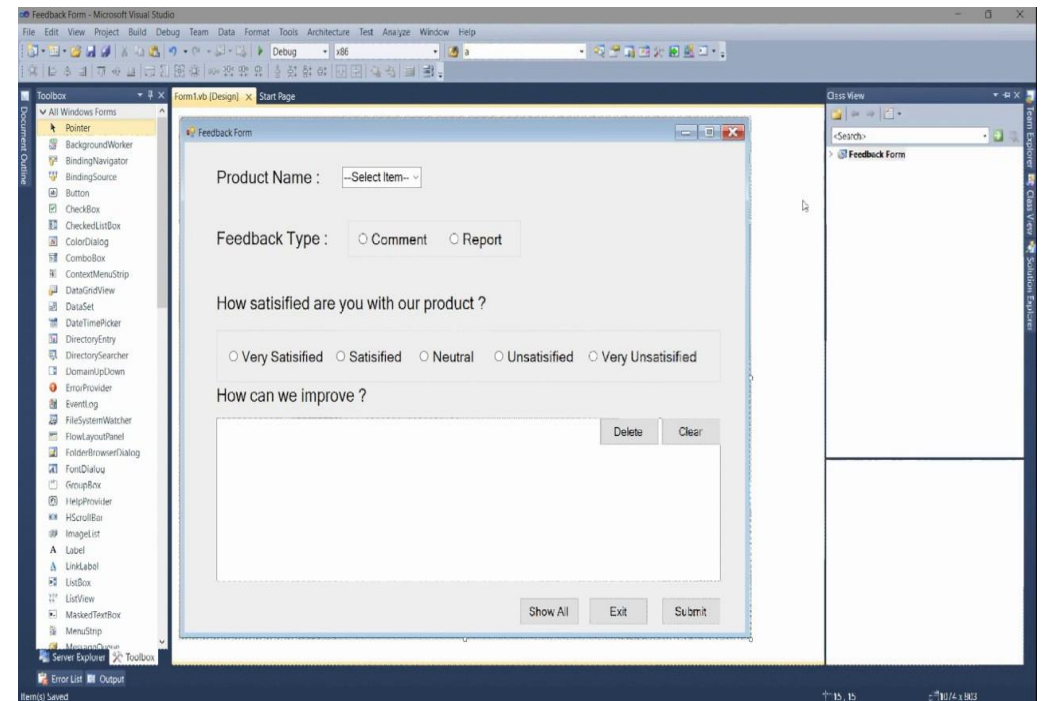 Feedback Form - Microsoft Visual Studio
File Edit View Project Build Debug Team Data Format Tools Architecture Test Analyze Window Help
Debug x86 a
Toolbox
Form1.vb [Design] Start Page
Class View
All Windows Forms
Pointer
BackgroundWorker
BindingNavigator
BindingSource
Button
CheckBox
CheckedListBox
ColorDialog
ComboBox
ContextMenuStrip
DataGridView
DataSet
DateTimePicker
DirectoryEntry
DirectorySearcher
DomainUpDown
ErrorProvider
EventLog
FileSystemWatcher
FlowLayoutPanel
FolderBrowserDialog
FontDialog
GroupBox
HelpProvider
HScrollBar
ImageList
Label
LinkLabel
ListBox
ListView
MaskedTextBox
MenuStrip
MessageQueue
Server Explorer Toolbox
Document Outline
Feedback Form
Product Name : --Select Item--
Feedback Type : Comment Report
How satisified are you with our product ?
Very Satisified Satisified Neutral Unsatisified Very Unsatisified
How can we improve ?
Delete Clear
Show All Exit Submit
<Search>
Feedback Form
Team Explorer
Class View
Solution Explorer
Error List Output
Item(s) Saved
15 , 15
1074 x 803